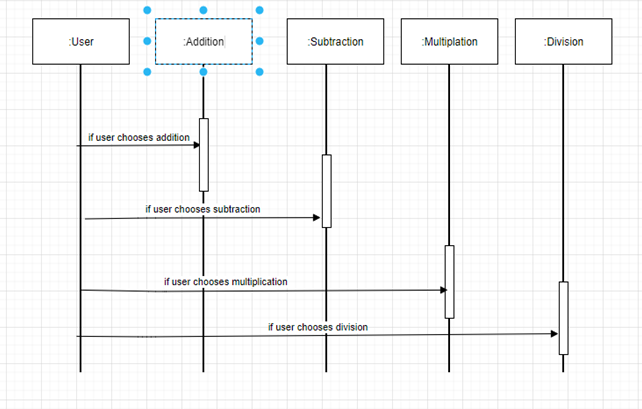 :User
:Addition
:Subtraction
:Multiplation
:Division
if user chooses addition
if user chooses subtraction
if user chooses multiplication
if user chooses division